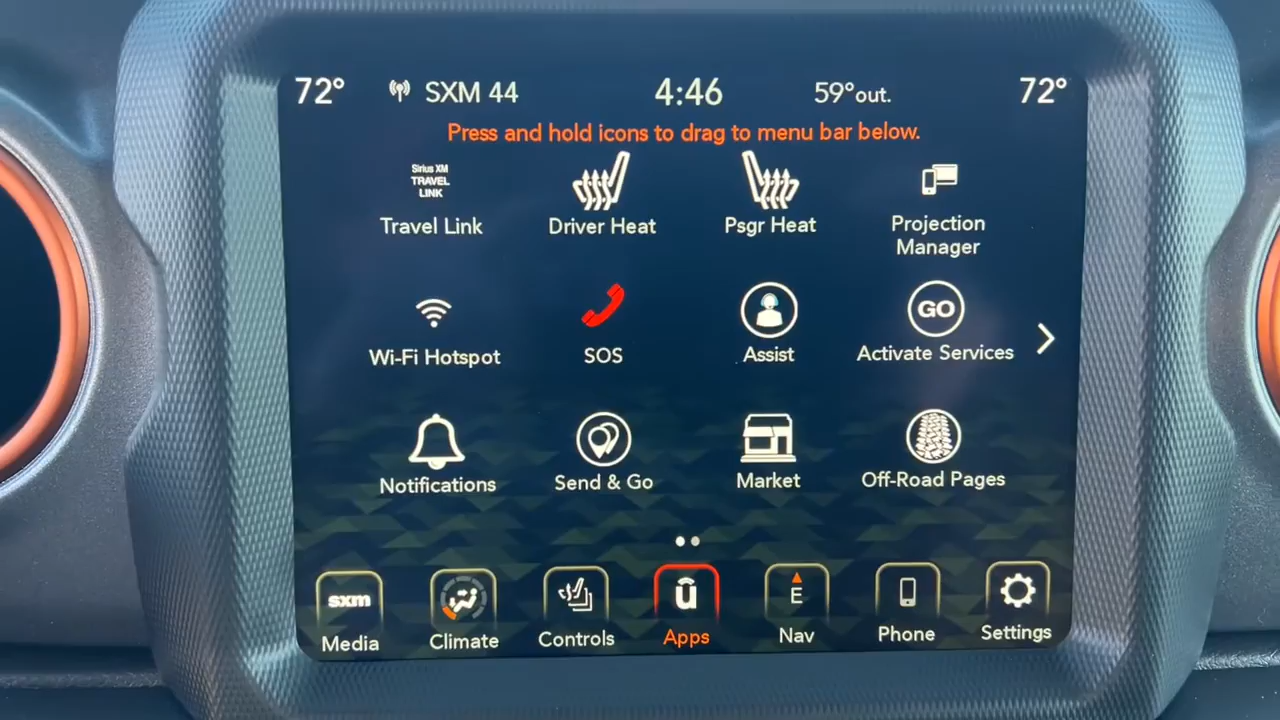 72° SXM 44 4:46 59°out. 72°
Press and hold icons to drag to menu bar below.
Sirius XM
TRAVEL
LINK
Travel Link Driver Heat Psgr Heat Projection
Manager
GO
Wi-Fi Hotspot SOS Assist Activate Services
Notifications Send & Go Market Off-Road Pages
sxm ū E
Media Climate Controls Apps Nav Phone Settings